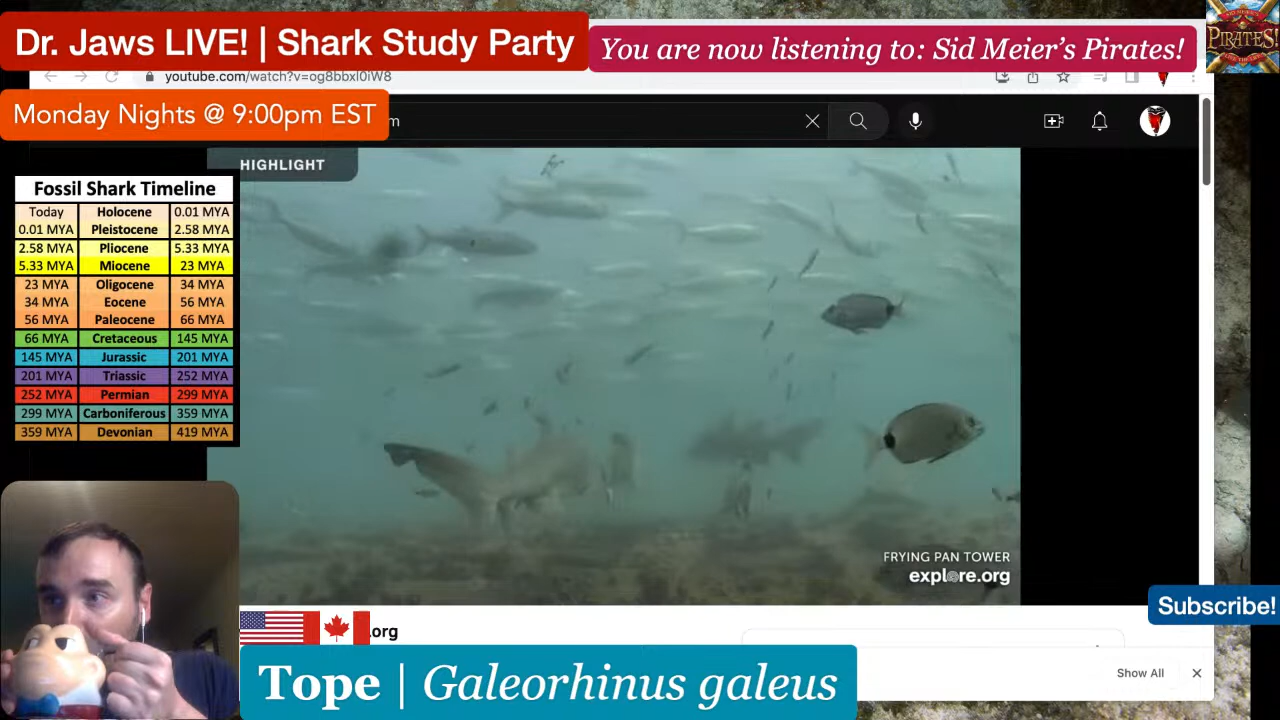 Dr. Jaws LIVE! | Shark Study Party
You are now listening to: Sid Meier's Pirates!
PIRATES!
youtube.com/watch?v=og8bbxl0iW8
Monday Nights @ 9:00pm EST
m
HIGHLIGHT
Fossil Shark Timeline
Today Holocene 0.01 MYA
0.01 MYA Pleistocene 2.58 MYA
2.58 MYA Pliocene 5.33 MYA
5.33 MYA Miocene 23 MYA
23 MYA Oligocene 34 MYA
34 MYA Eocene 56 MYA
56 MYA Paleocene 66 MYA
66 MYA Cretaceous 145 MYA
145 MYA Jurassic 201 MYA
201 MYA Triassic 252 MYA
252 MYA Permian 299 MYA
299 MYA Carboniferous 359 MYA
359 MYA Devonian 419 MYA
FRYING PAN TOWER
explore.org
Subscribe!
.org
Show All
Tope | Galeorhinus galeus